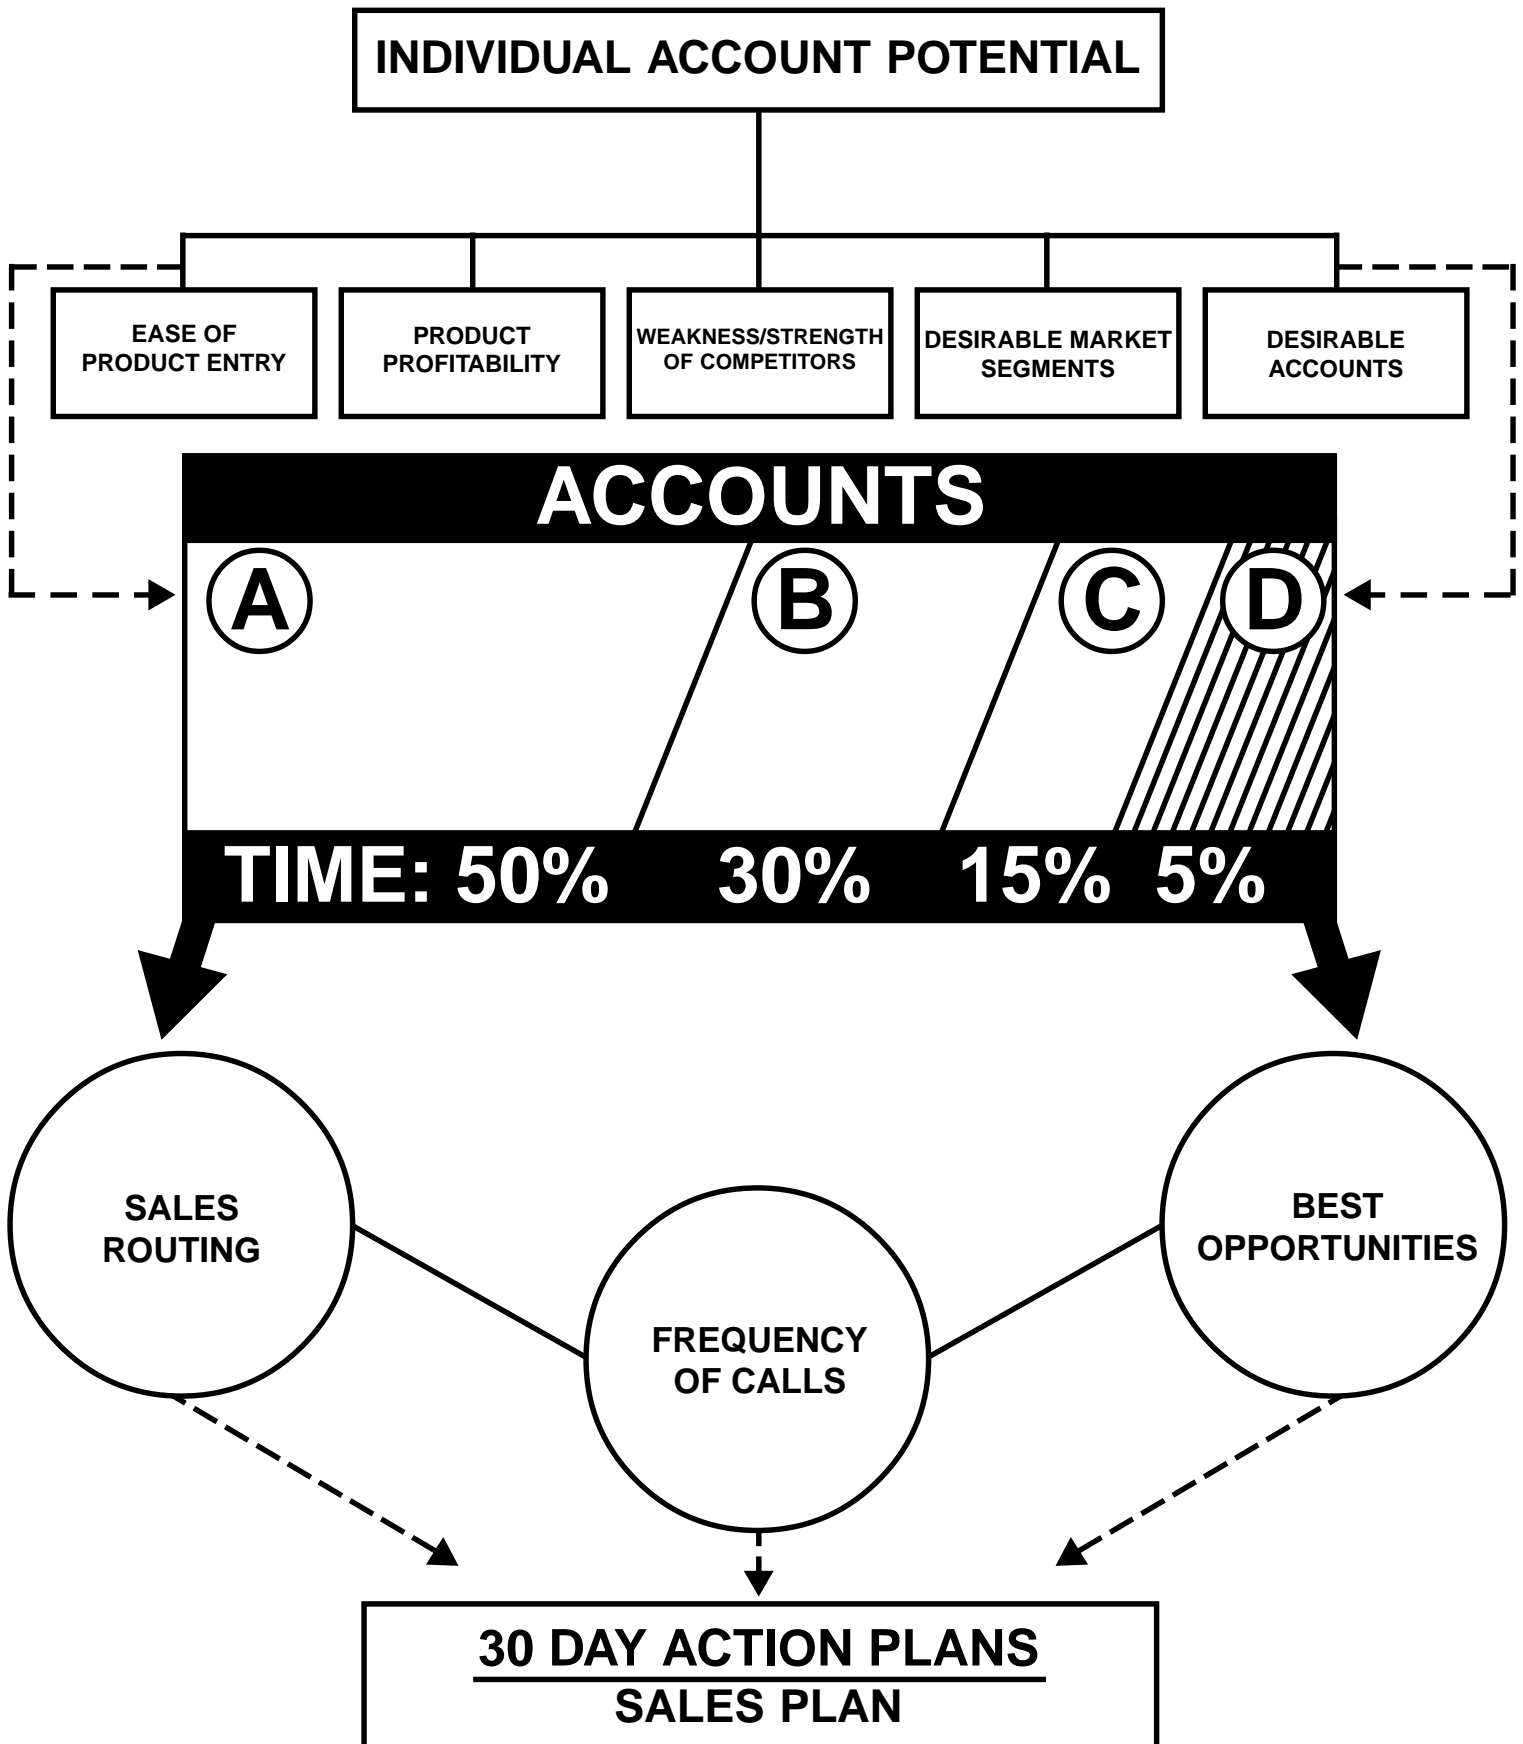 INDIVIDUAL ACCOUNT POTENTIAL
EASE OF
PRODUCT ENTRY
PRODUCT
PROFITABILITY
WEAKNESS/STRENGTH
OF COMPETITORS
DESIRABLE MARKET
SEGMENTS
DESIRABLE
ACCOUNTS
ACCOUNTS
A B C D
TIME: 50% 30% 15% 5%
SALES
ROUTING
FREQUENCY
OF CALLS
BEST
OPPORTUNITIES
30 DAY ACTION PLANS
SALES PLAN